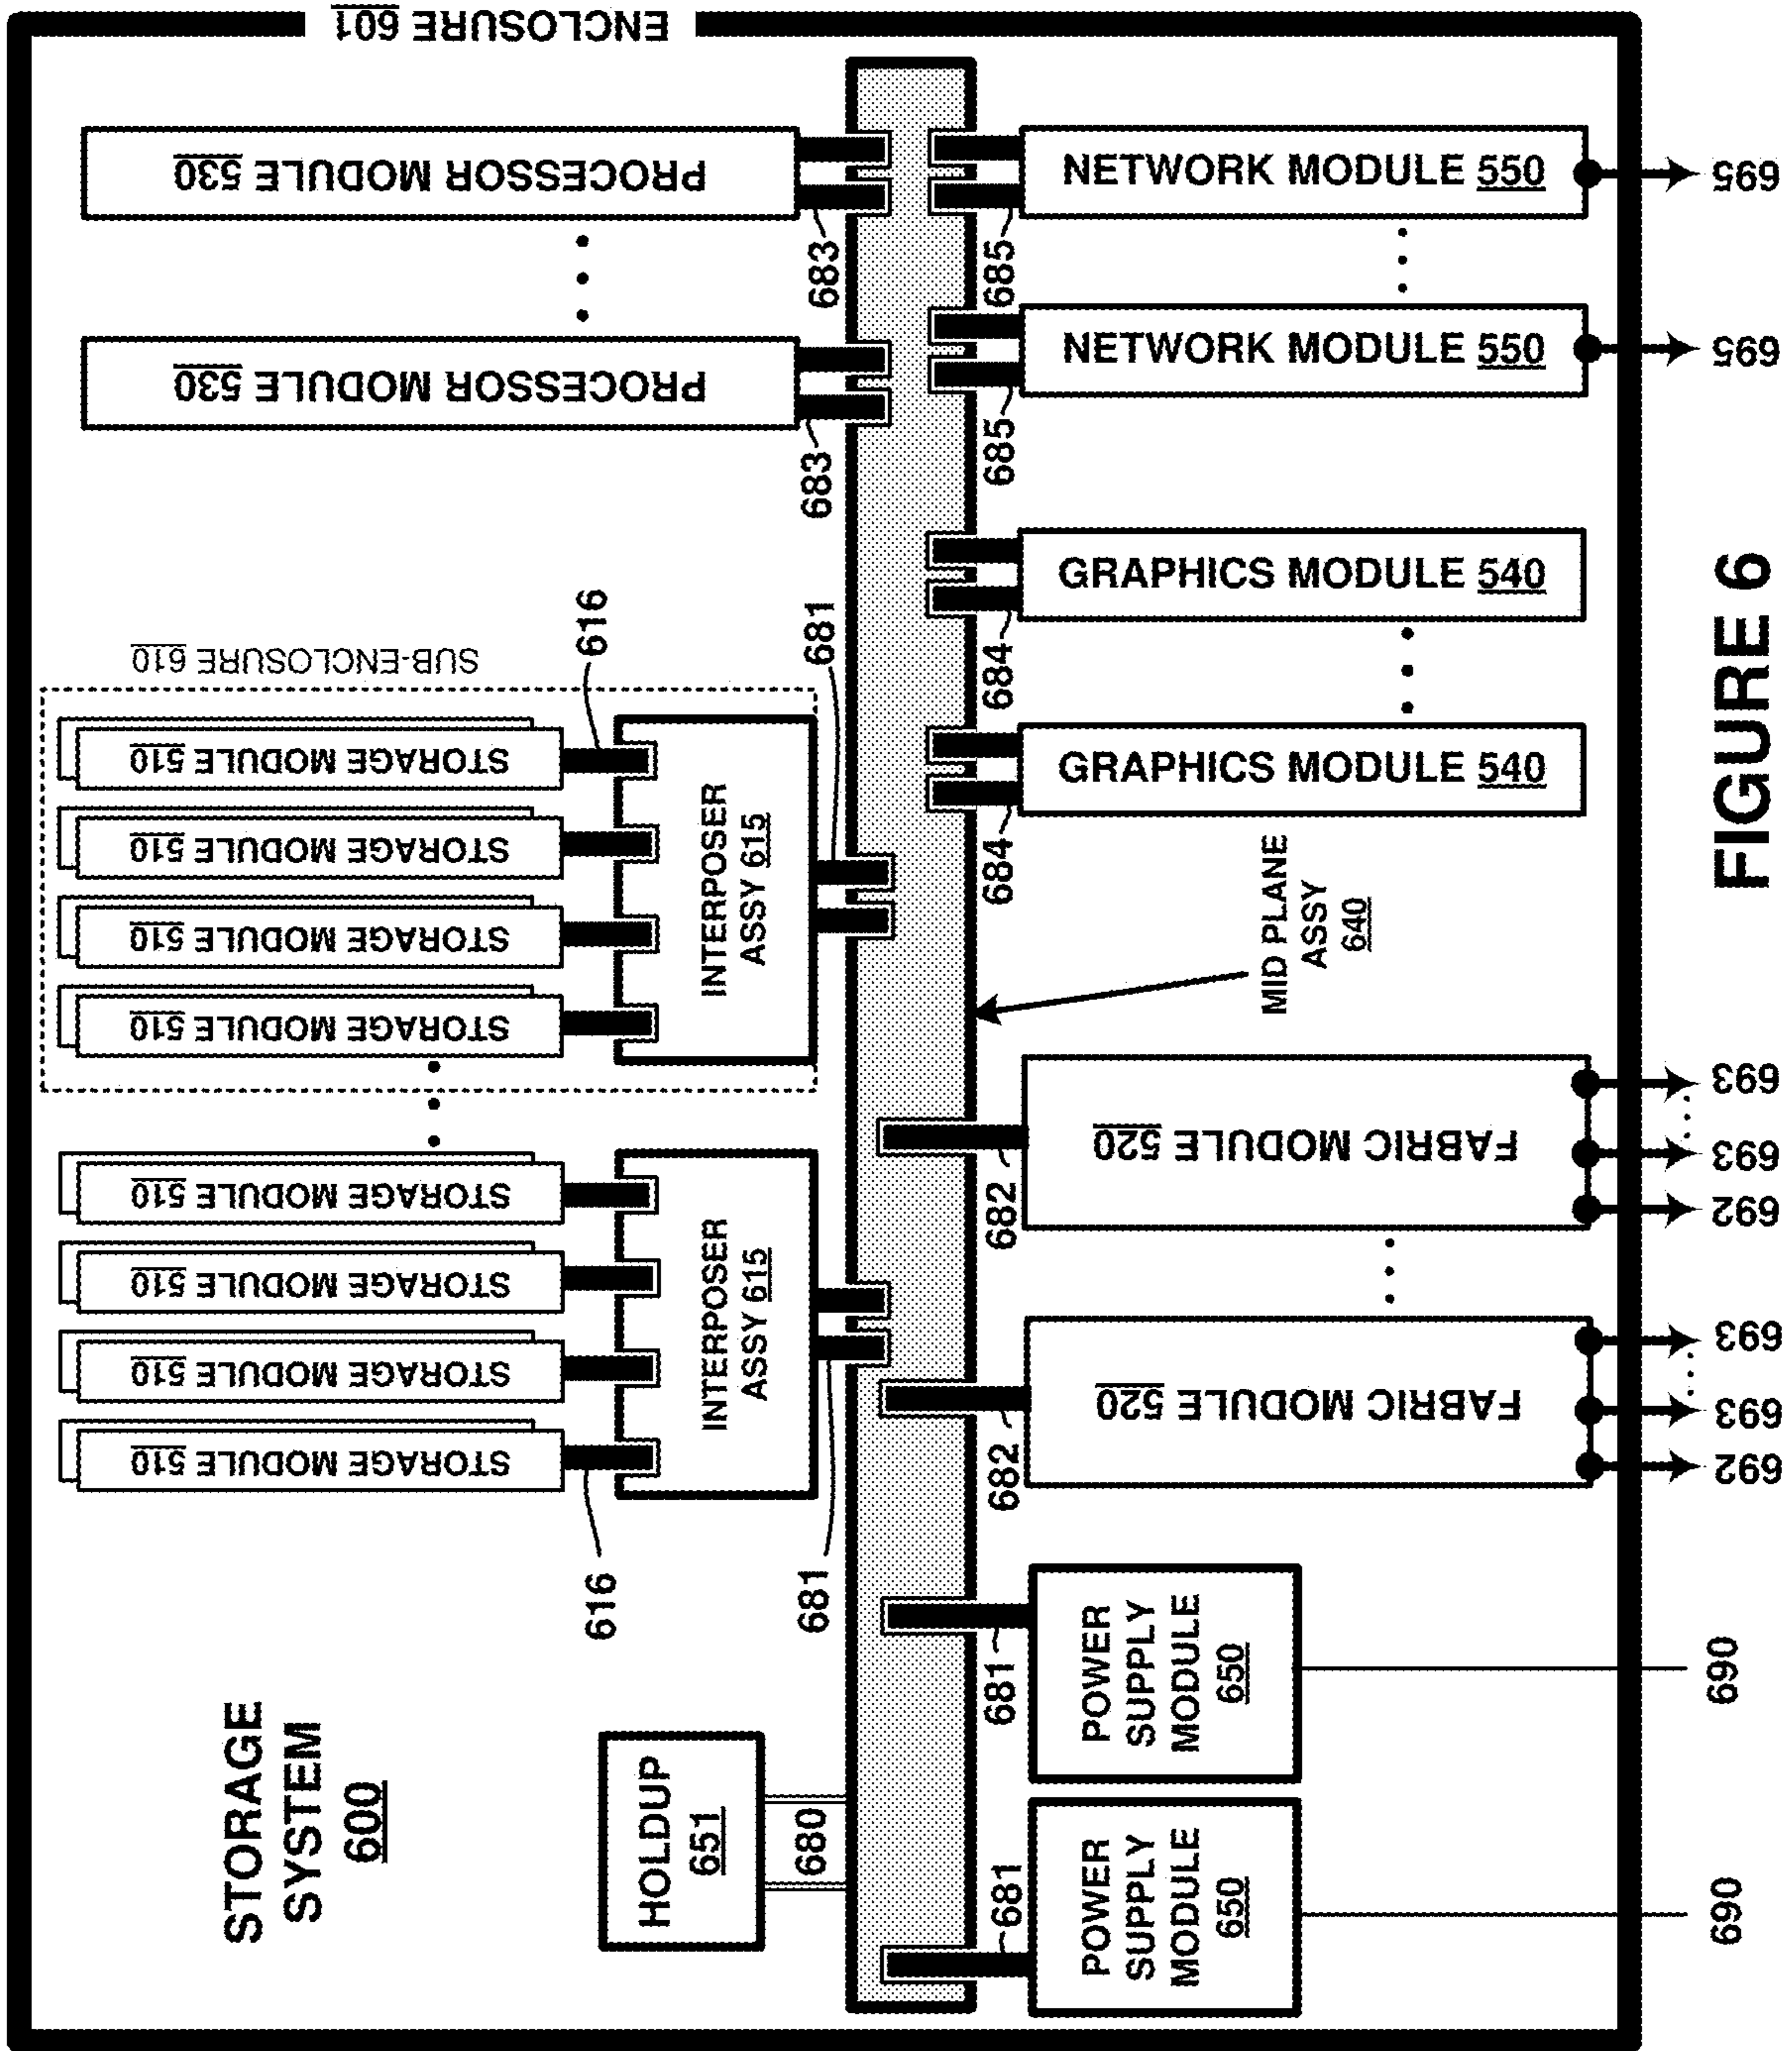 ENCLOSURE 601
PROCESSOR MODULE 530
683
PROCESSOR MODULE 530
683
NETWORK MODULE 550
685
695
NETWORK MODULE 550
685
695
SUB-ENCLOSURE 610
STORAGE MODULE 510
STORAGE MODULE 510
STORAGE MODULE 510
STORAGE MODULE 510
616
INTERPOSER
ASSY 615
681
GRAPHICS MODULE 540
684
GRAPHICS MODULE 540
684
MID PLANE
ASSY
640
STORAGE MODULE 510
STORAGE MODULE 510
STORAGE MODULE 510
STORAGE MODULE 510
616
INTERPOSER
ASSY 615
681
FABRIC MODULE 520
682
693
693
692
FABRIC MODULE 520
682
693
693
692
STORAGE
SYSTEM
600
HOLDUP
651
680
POWER
SUPPLY
MODULE
650
681
690
POWER
SUPPLY
MODULE
650
681
690
FIGURE 6